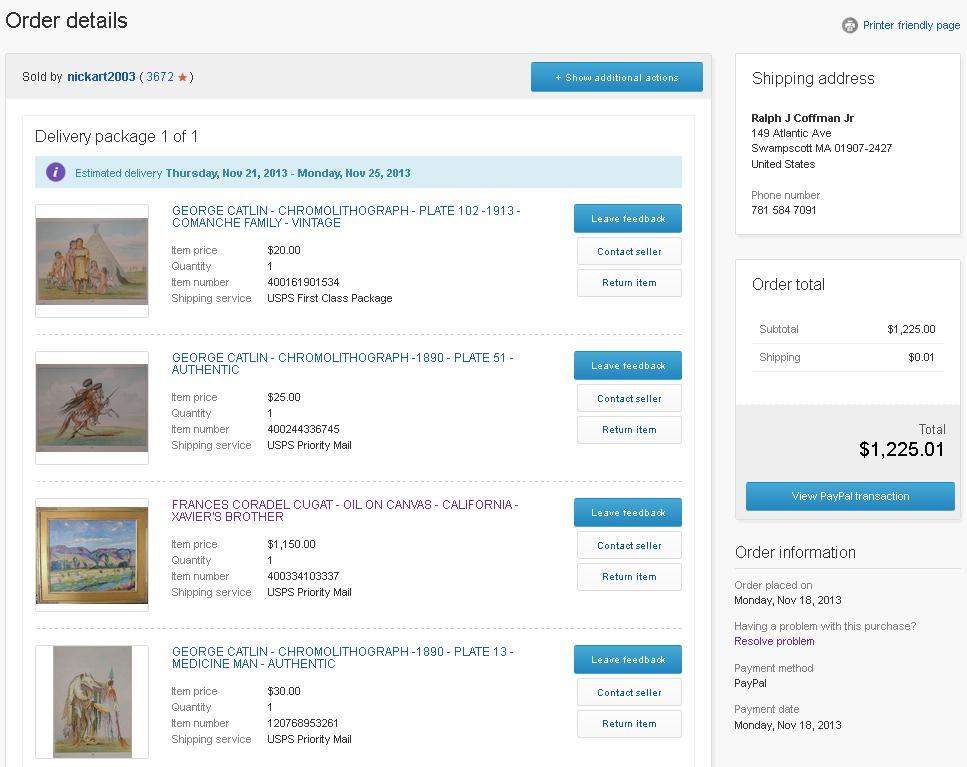 Order details
Printer friendly page
Sold by nickart2003 ( 3672 ★ )
+ Show additional actions
Delivery package 1 of 1
i Estimated delivery Thursday, Nov 21, 2013 - Monday, Nov 25, 2013
GEORGE CATLIN - CHROMOLITHOGRAPH - PLATE 102 -1913 -
COMANCHE FAMILY - VINTAGE
Item price $20.00
Quantity 1
Item number 400161901534
Shipping service USPS First Class Package
Leave feedback
Contact seller
Return item
GEORGE CATLIN - CHROMOLITHOGRAPH -1890 - PLATE 51 -
AUTHENTIC
Item price $25.00
Quantity 1
Item number 400244336745
Shipping service USPS Priority Mail
Leave feedback
Contact seller
Return item
FRANCES CORADEL CUGAT - OIL ON CANVAS - CALIFORNIA -
XAVIER'S BROTHER
Item price $1,150.00
Quantity 1
Item number 400334103337
Shipping service USPS Priority Mail
Leave feedback
Contact seller
Return item
GEORGE CATLIN - CHROMOLITHOGRAPH -1890 - PLATE 13 -
MEDICINE MAN - AUTHENTIC
Item price $30.00
Quantity 1
Item number 120768953261
Shipping service USPS Priority Mail
Leave feedback
Contact seller
Return item
Shipping address
Ralph J Coffman Jr
149 Atlantic Ave
Swampscott MA 01907-2427
United States
Phone number
781 584 7091
Order total
Subtotal $1,225.00
Shipping $0.01
Total
$1,225.01
View PayPal transaction
Order information
Order placed on
Monday, Nov 18, 2013
Having a problem with this purchase?
Resolve problem
Payment method
PayPal
Payment date
Monday, Nov 18, 2013